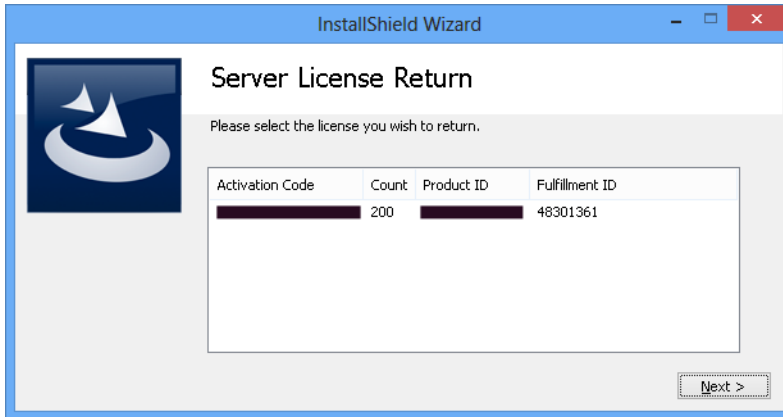 InstallShield Wizard
Server License Return
Please select the license you wish to return.
Activation Code Count Product ID Fulfillment ID
200 48301361
Next >